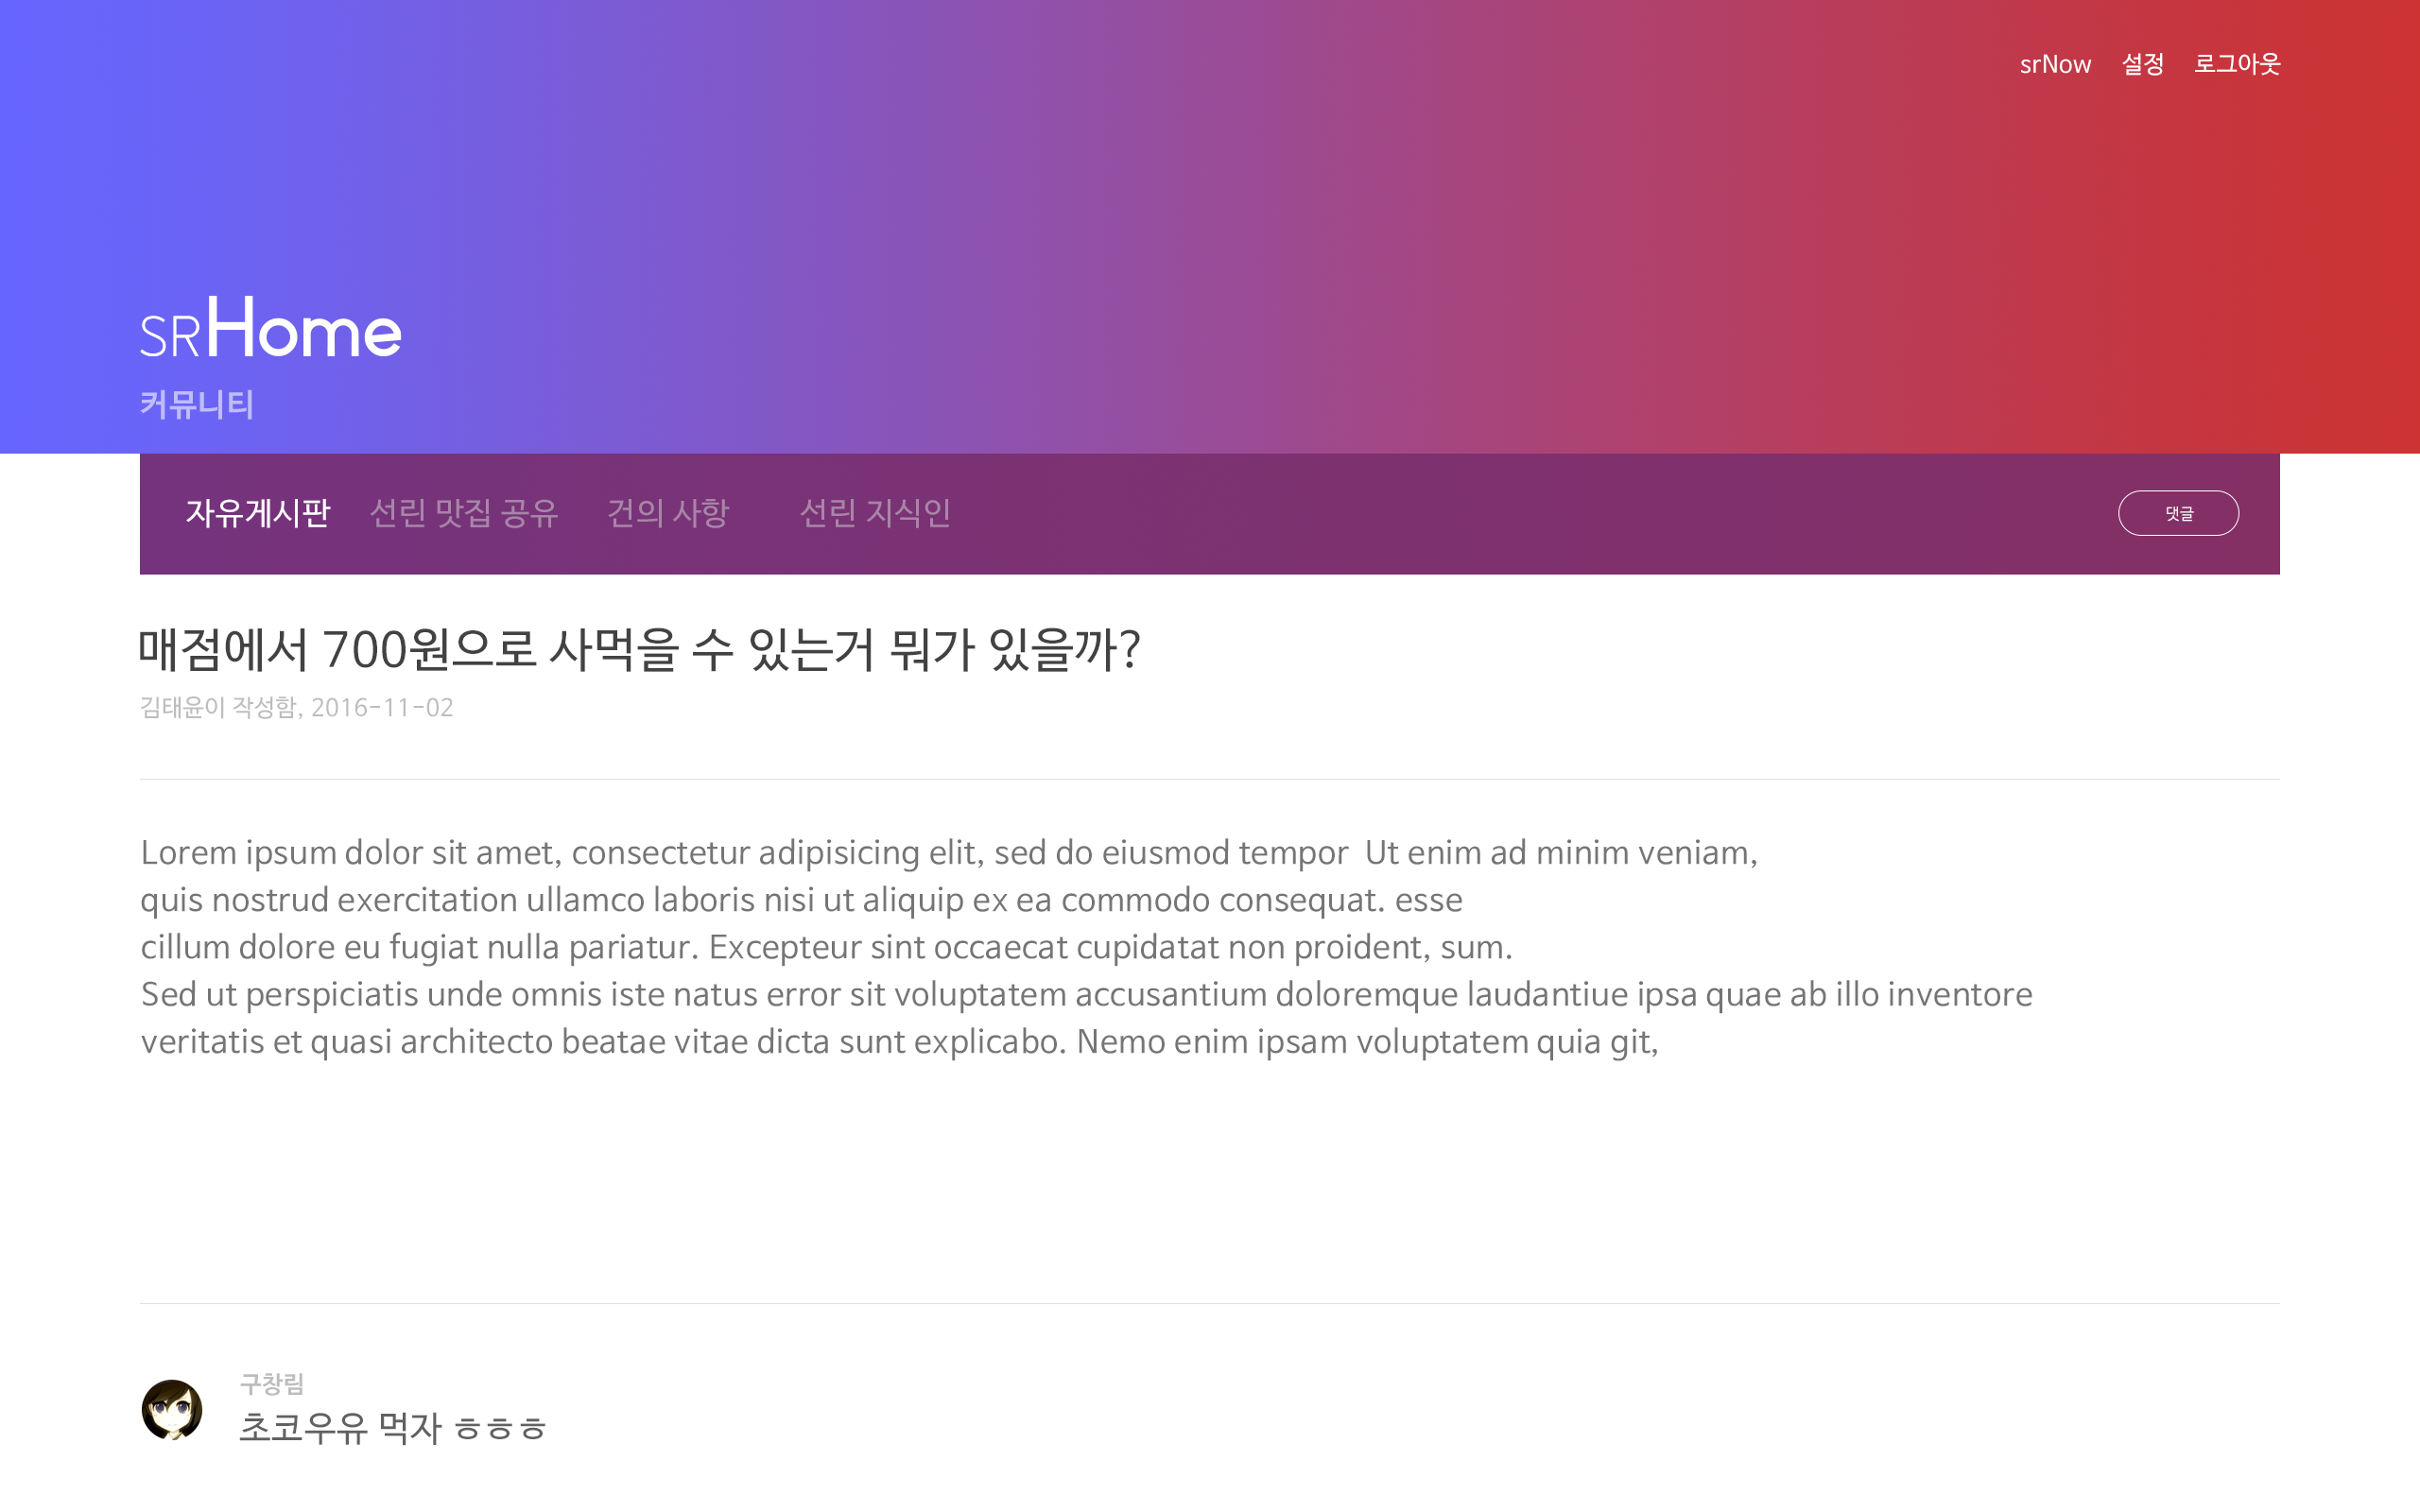 srNow 설정 로그아웃
SRHome
커뮤니티
자유게시판 선린 맛집 공유 건의 사항 선린 지식인 댓글
매점에서 700원으로 사먹을 수 있는거 뭐가 있을까?
김태윤이 작성함, 2016-11-02
Lorem ipsum dolor sit amet, consectetur adipisicing elit, sed do eiusmod tempor  Ut enim ad minim veniam,
quis nostrud exercitation ullamco laboris nisi ut aliquip ex ea commodo consequat. esse
cillum dolore eu fugiat nulla pariatur. Excepteur sint occaecat cupidatat non proident, sum.
Sed ut perspiciatis unde omnis iste natus error sit voluptatem accusantium doloremque laudantiue ipsa quae ab illo inventore
veritatis et quasi architecto beatae vitae dicta sunt explicabo. Nemo enim ipsam voluptatem quia git,
구창림
초코우유 먹자 ㅎㅎㅎ